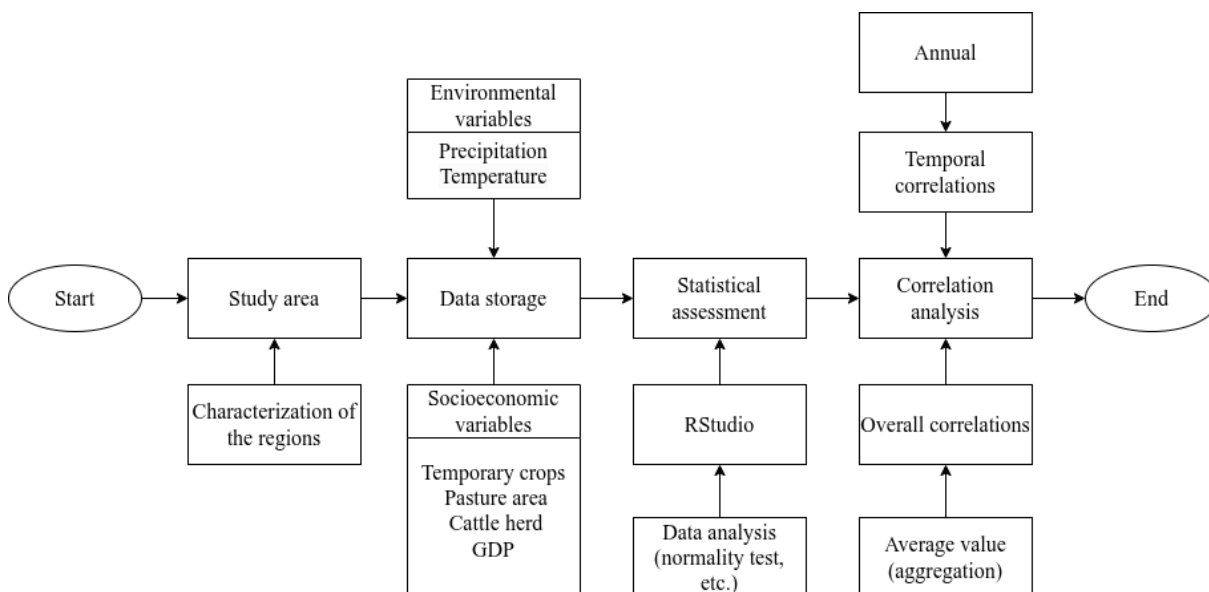 Annual
Environmental
variables
Precipitation
Temperature
Temporal
correlations
Start
Study area
Data storage
Statistical
assessment
Correlation
analysis
End
Characterization of
the regions
Socioeconomic
variables
Temporary crops
Pasture area
Cattle herd
GDP
RStudio
Overall correlations
Data analysis
(normality test,
etc.)
Average value
(aggregation)